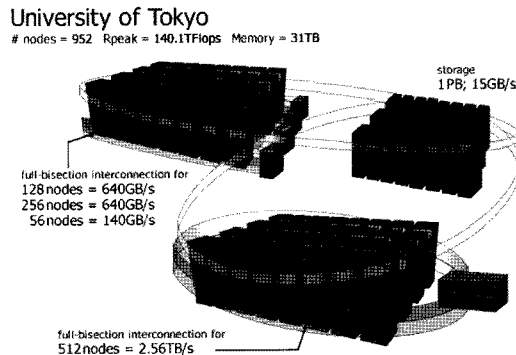 University of Tokyo
# nodes = 952 Rpeak = 140.1TFlops Memory = 31TB
storage
1PB; 15GB/s
full-bisection interconnection for
128nodes = 640GB/s
256nodes = 640GB/s
56nodes = 140GB/s
full-bisection interconnection for
512nodes = 2.56TB/s